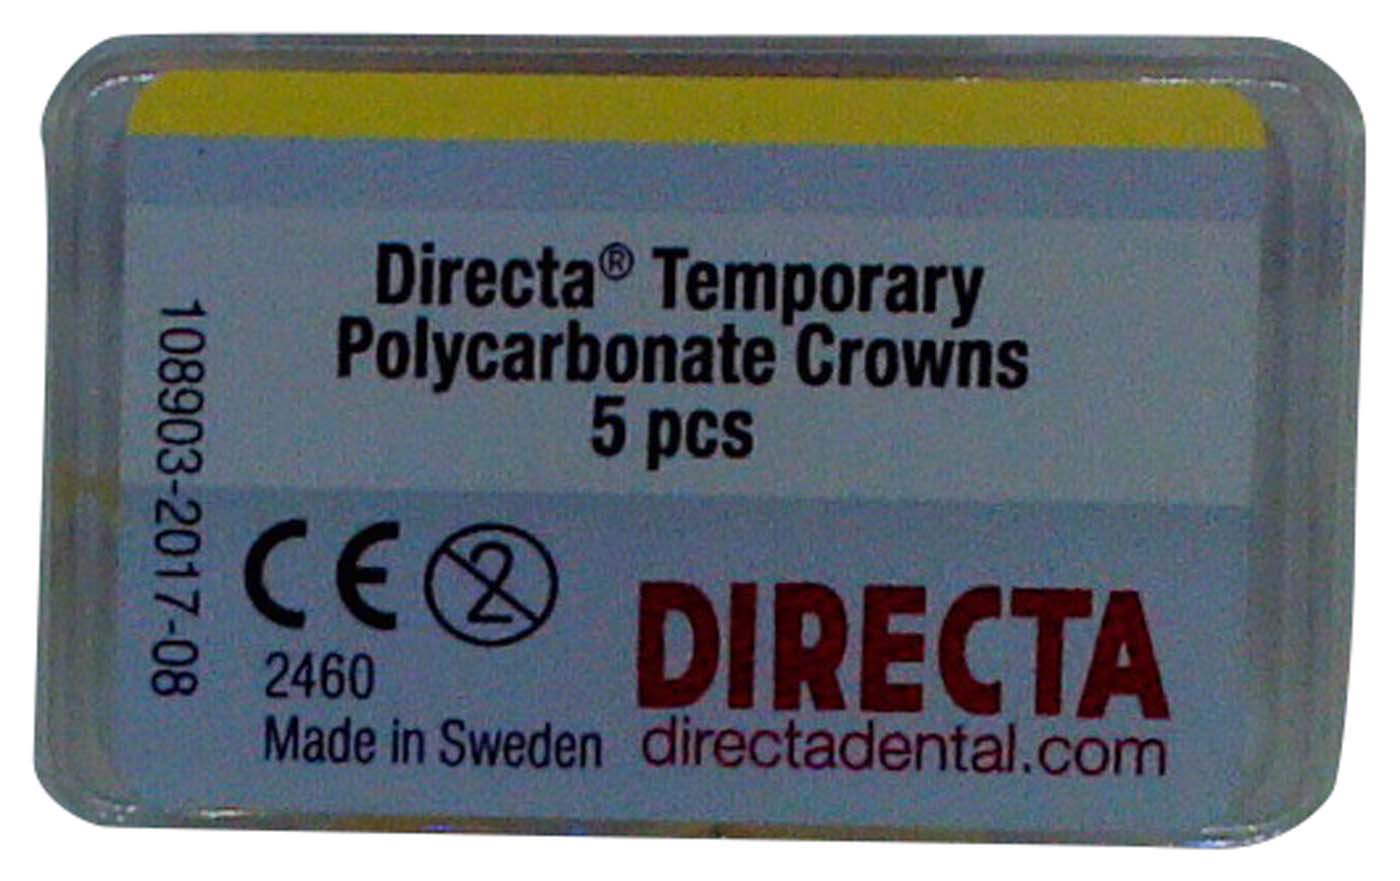 Directa® Temporary
Polycarbonate Crowns
5 pcs
108903-2017-08
CE 2
2460
Made in Sweden
DIRECTA
directadental.com